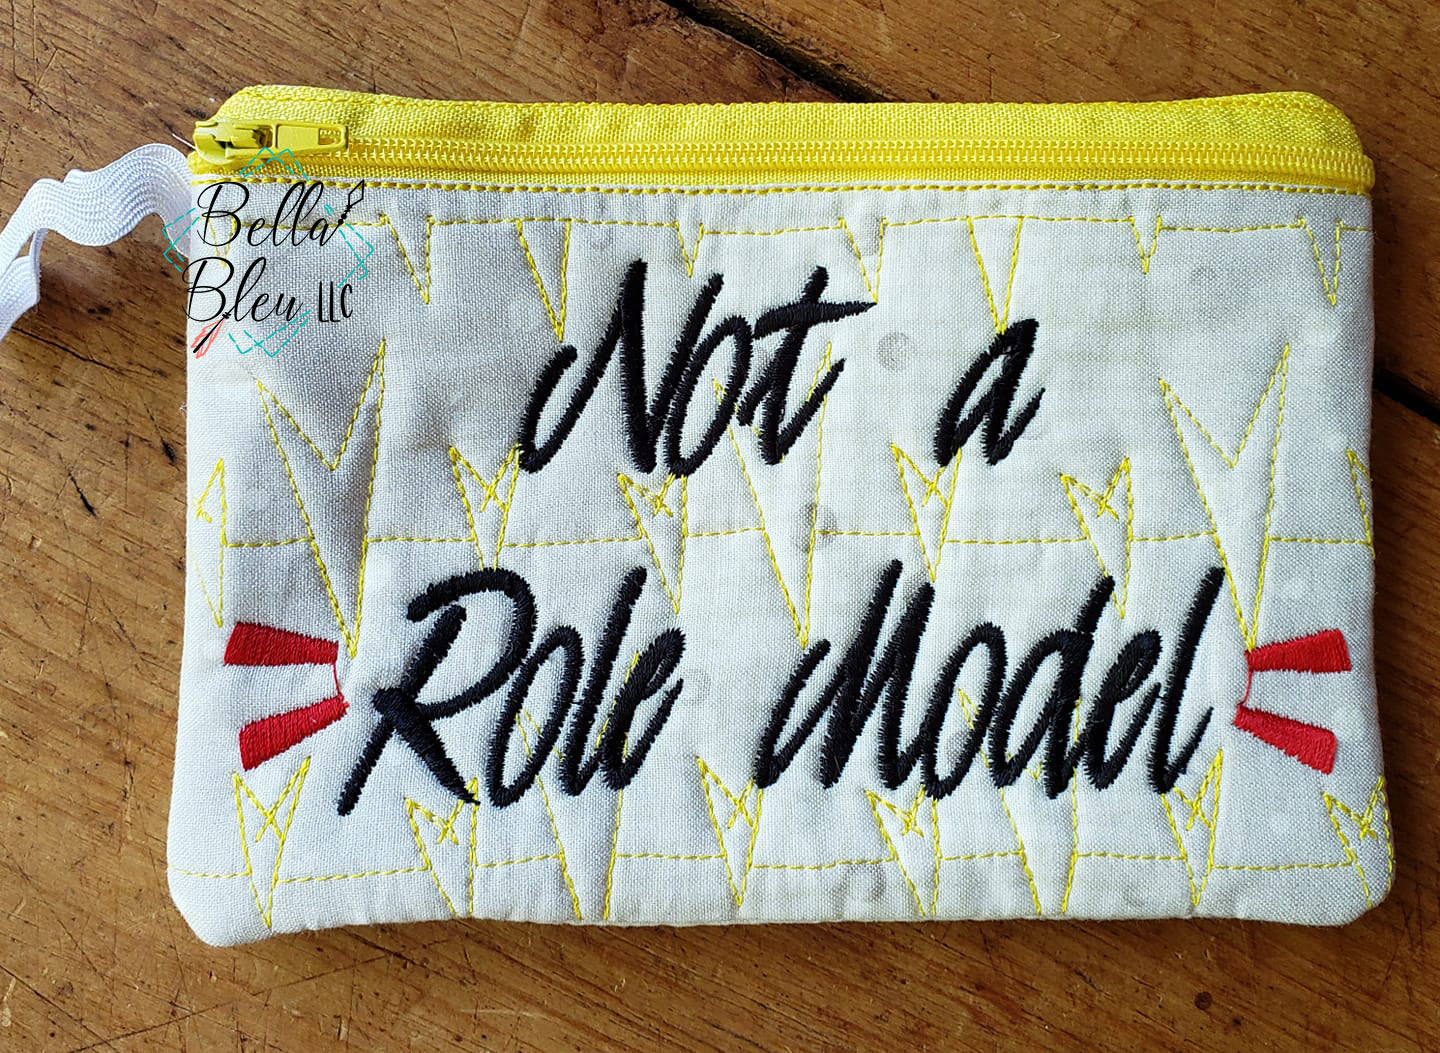 Bella
Bleu LLC
Not a
Role Model